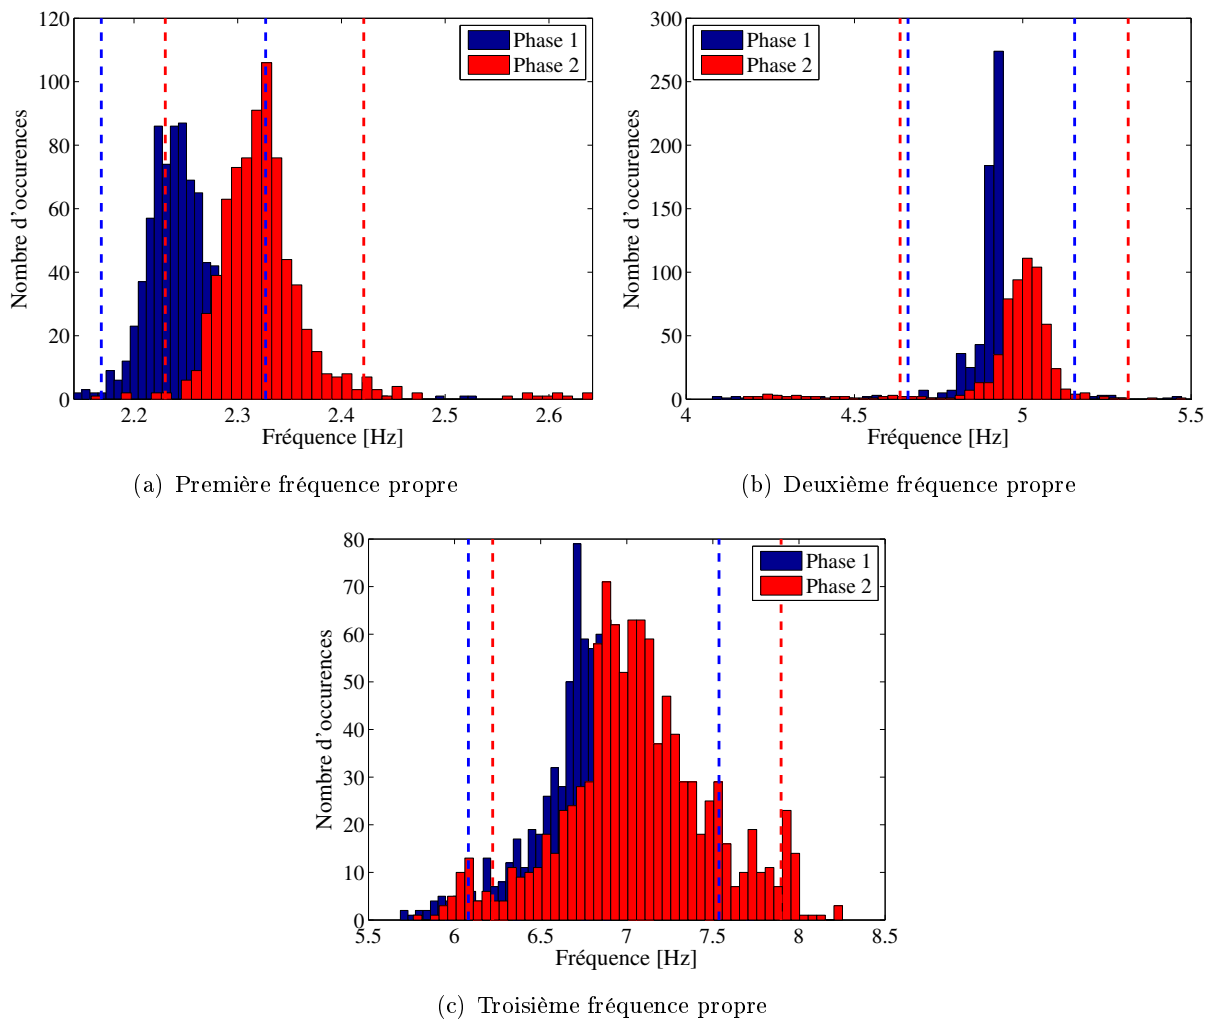 120
100
80
60
40
20
0
Nombre d'occurences
Phase 1
Phase 2
2.2
2.3
2.4
2.5
2.6
Fréquence [Hz]
(a) Première fréquence propre
300
250
200
150
100
50
0
Nombre d'occurences
Phase 1
Phase 2
4
4.5
5
5.5
Fréquence [Hz]
(b) Deuxième fréquence propre
80
70
60
50
40
30
20
10
0
Nombre d'occurences
Phase 1
Phase 2
5.5
6
6.5
7
7.5
8
8.5
Fréquence [Hz]
(c) Troisième fréquence propre